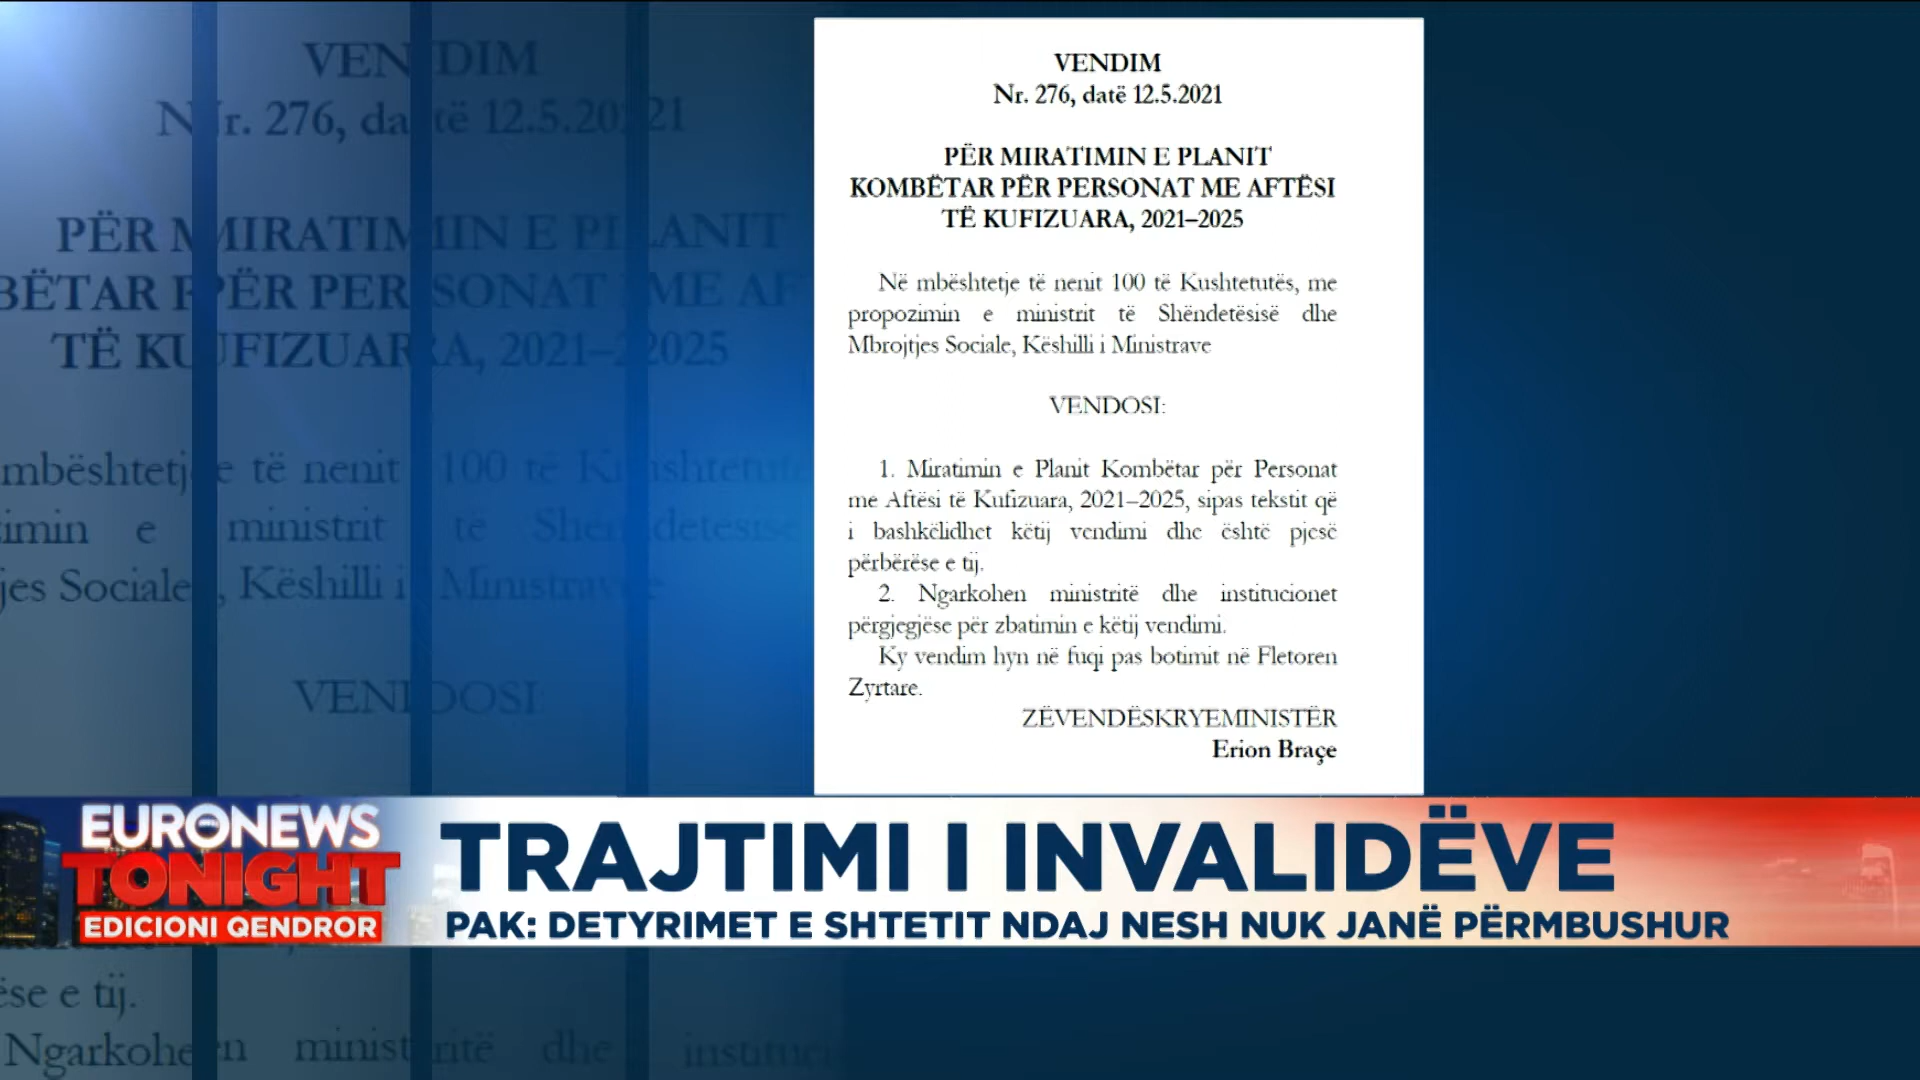 VENDIM
Nr. 276, datë 12.5.2021
PËR MIRATIMIN E PLANIT
KOMBËTAR PËR PERSONAT ME AFTËSI
TË KUFIZUARA, 2021–2025
Në mbështetje të nenit 100 të Kushtetutës, me
propozimin e ministrit të Shëndetësisë dhe
Mbrojtjes Sociale, Këshilli i Ministrave
VENDOSI:
1. Miratimin e Planit Kombëtar për Personat
me Aftësi të Kufizuara, 2021–2025, sipas tekstit që
i bashkëlidhet këtij vendimi dhe është pjesë
përbërëse e tij.
2. Ngarkohen ministritë dhe institucionet
përgjegjëse për zbatimin e këtij vendimi.
Ky vendim hyn në fuqi pas botimit në Fletoren
Zyrtare.
ZËVENDËSKRYEMINISTËR
Erion Braçe
EURONEWS
TONIGHT
EDICIONI QENDROR
TRAJTIMI I INVALIDËVE
PAK: DETYRIMET E SHTETIT NDAJ NESH NUK JANË PËRMBUSHUR